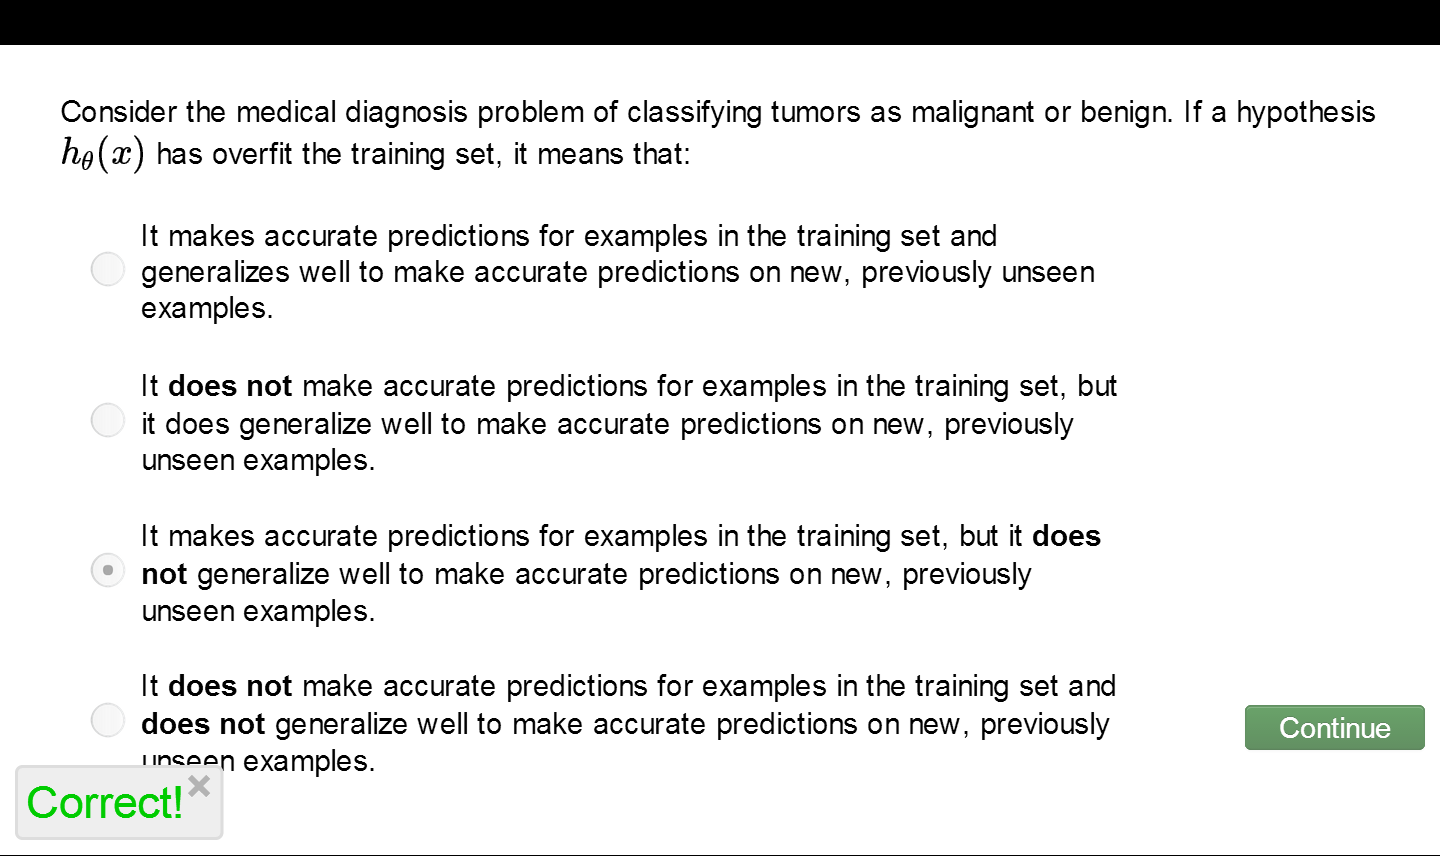 Consider the medical diagnosis problem of classifying tumors as malignant or benign. If a hypothesis
hθ(x) has overfit the training set, it means that:
It makes accurate predictions for examples in the training set and
generalizes well to make accurate predictions on new, previously unseen
examples.
It does not make accurate predictions for examples in the training set, but
it does generalize well to make accurate predictions on new, previously
unseen examples.
It makes accurate predictions for examples in the training set, but it does
not generalize well to make accurate predictions on new, previously
unseen examples.
It does not make accurate predictions for examples in the training set and
does not generalize well to make accurate predictions on new, previously
unseen examples.
Continue
Correct!